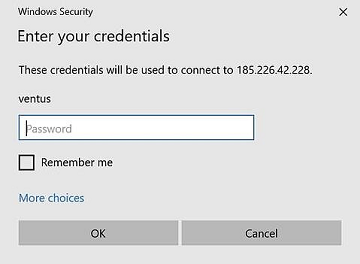 Windows Security
Enter your credentials
These credentials will be used to connect to 185.226.42.228.
ventus
Password
Remember me
More choices
OK
Cancel